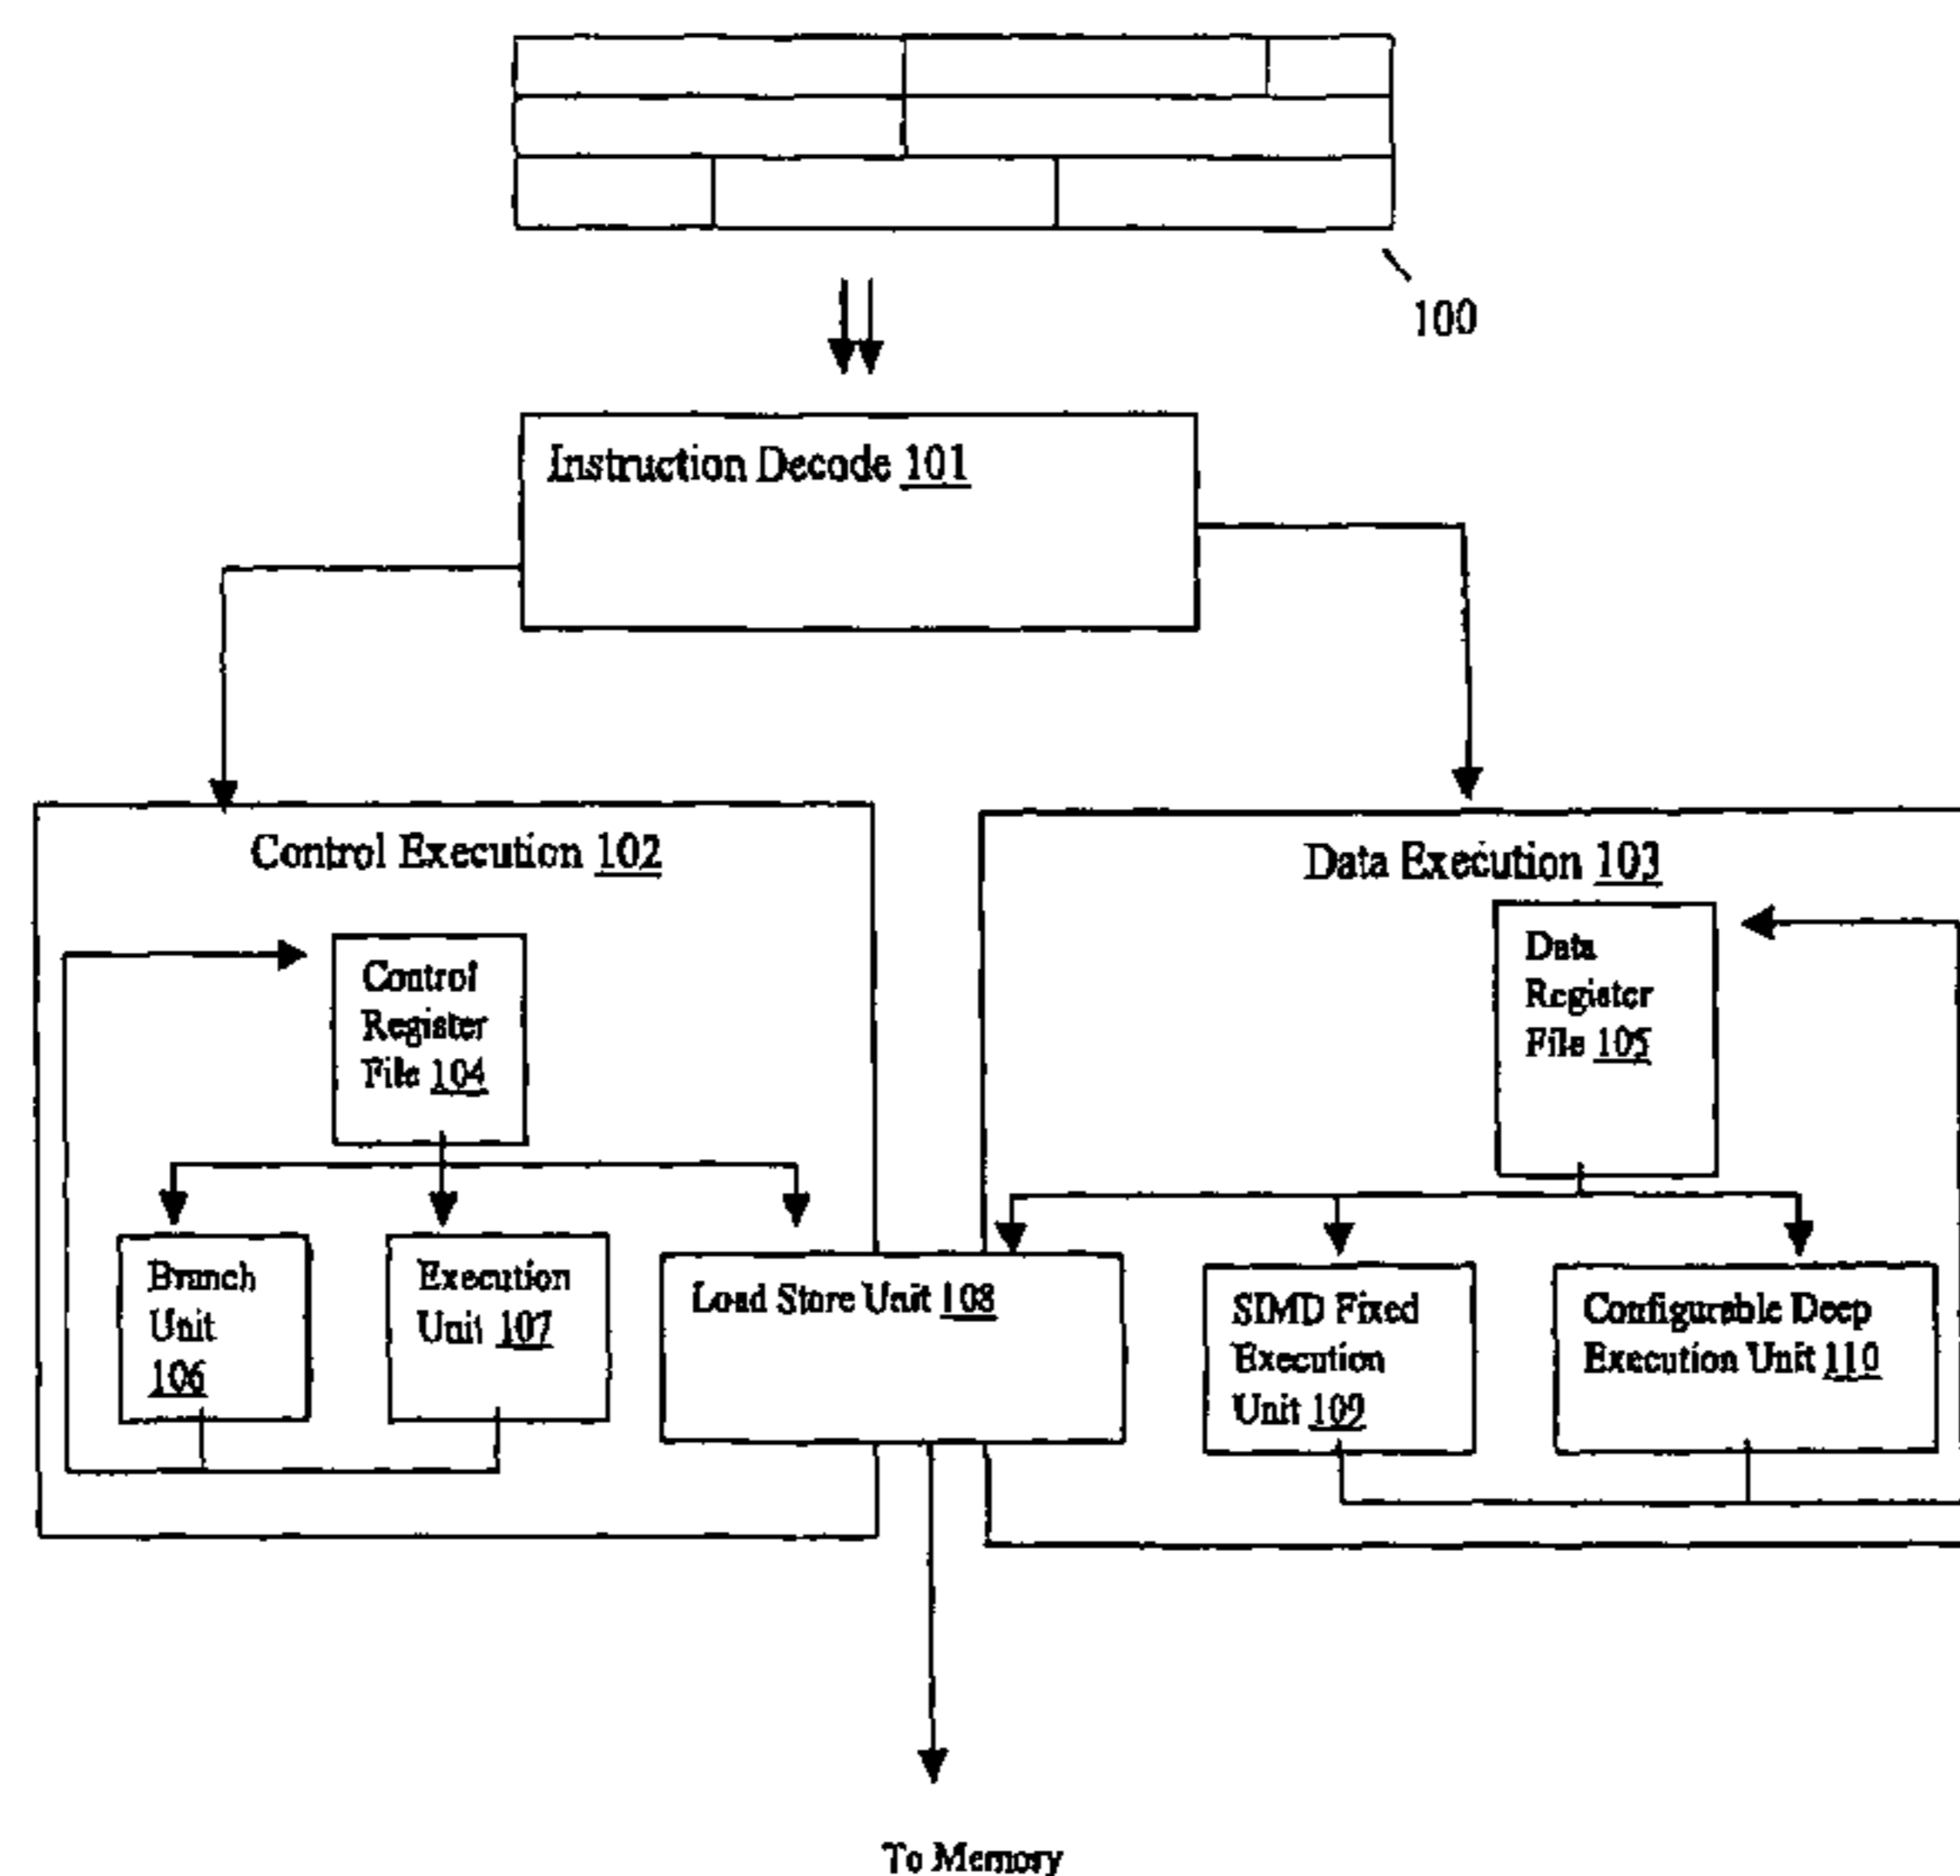 100
Instruction Decode 101
Control Execution 102
Data Execution 103
Control
Register
File 104
Data
Register
File 105
Branch
Unit
106
Execution
Unit 107
Load Store Unit 108
SIMD Fixed
Execution
Unit 109
Configurable Deep
Execution Unit 110
To Memory